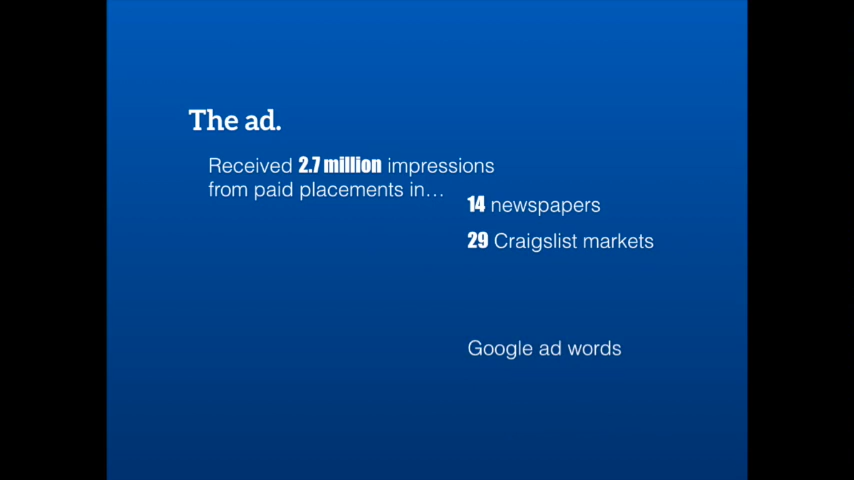 The ad.
Received 2.7 million impressions
from paid placements in…
14 newspapers
29 Craigslist markets
Google ad words